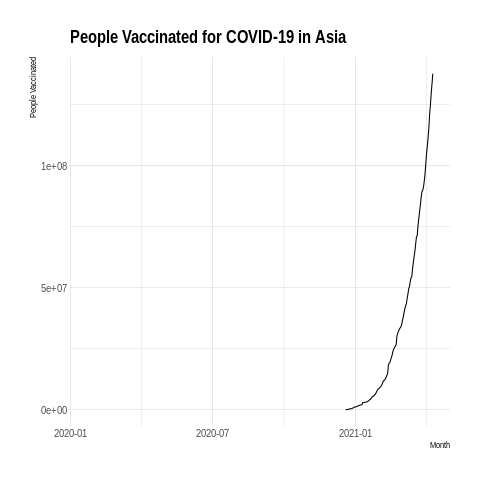 People Vaccinated for COVID-19 in Asia
People Vaccinated
1e+08
5e+07
0e+00
2020-01
2020-07
2021-01
Month